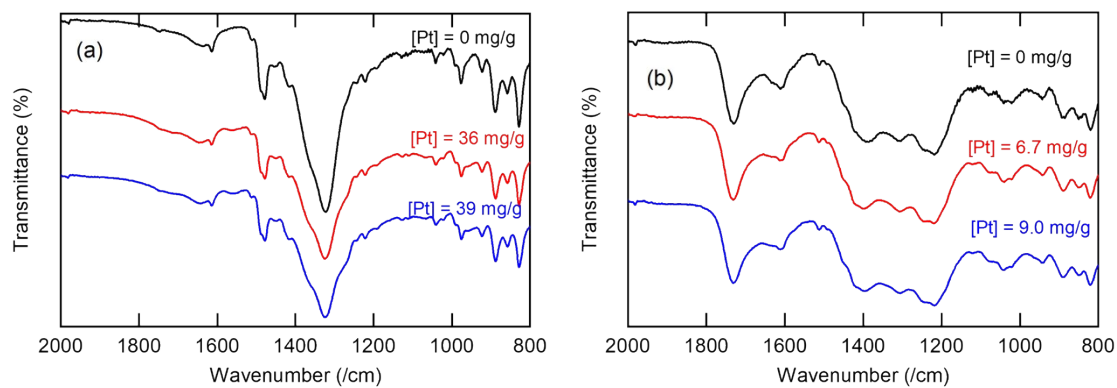 (a)
[Pt] = 0 mg/g
[Pt] = 36 mg/g
[Pt] = 39 mg/g
Transmittance (%)
2000 1800 1600 1400 1200 1000 800
Wavenumber (/cm)
(b)
[Pt] = 0 mg/g
[Pt] = 6.7 mg/g
[Pt] = 9.0 mg/g
Transmittance (%)
2000 1800 1600 1400 1200 1000 800
Wavenumber (/cm)